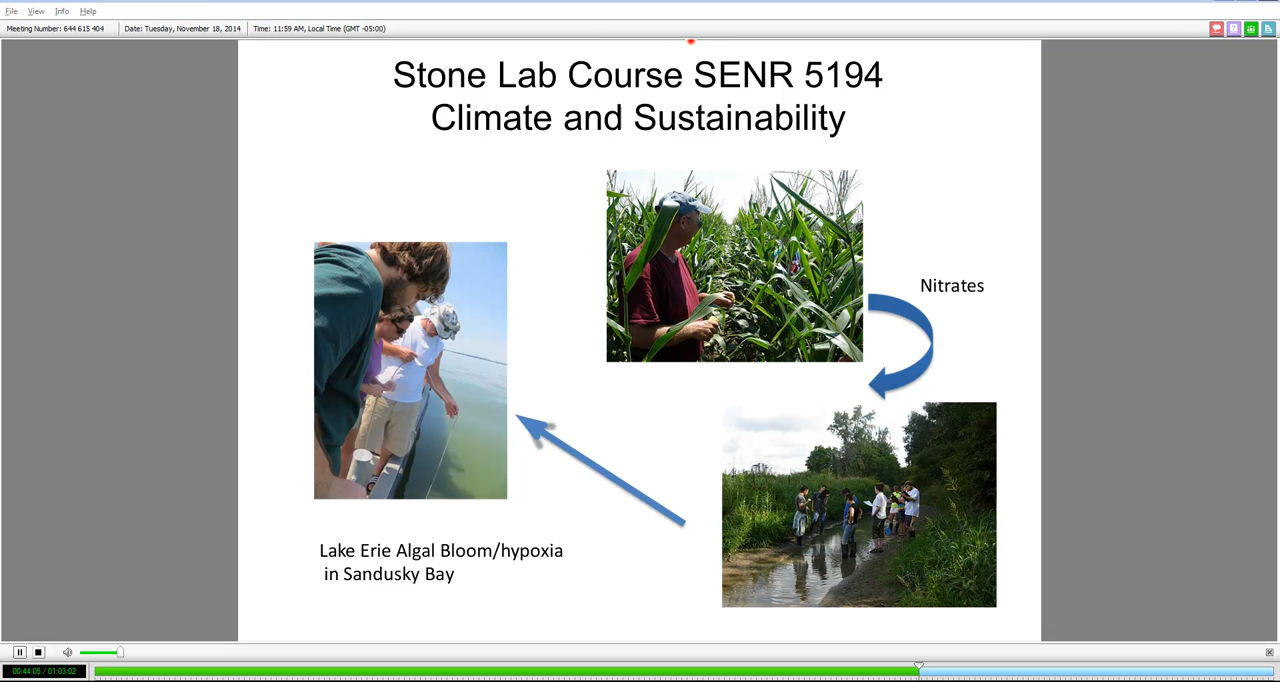 File View Info Help
Meeting Number: 644 615 404 Date: Tuesday, November 18, 2014 Time: 11:59 AM, Local Time (GMT -05:00)
Stone Lab Course SENR 5194
Climate and Sustainability
Nitrates
Lake Erie Algal Bloom/hypoxia
in Sandusky Bay
00:44:05 / 01:03:02